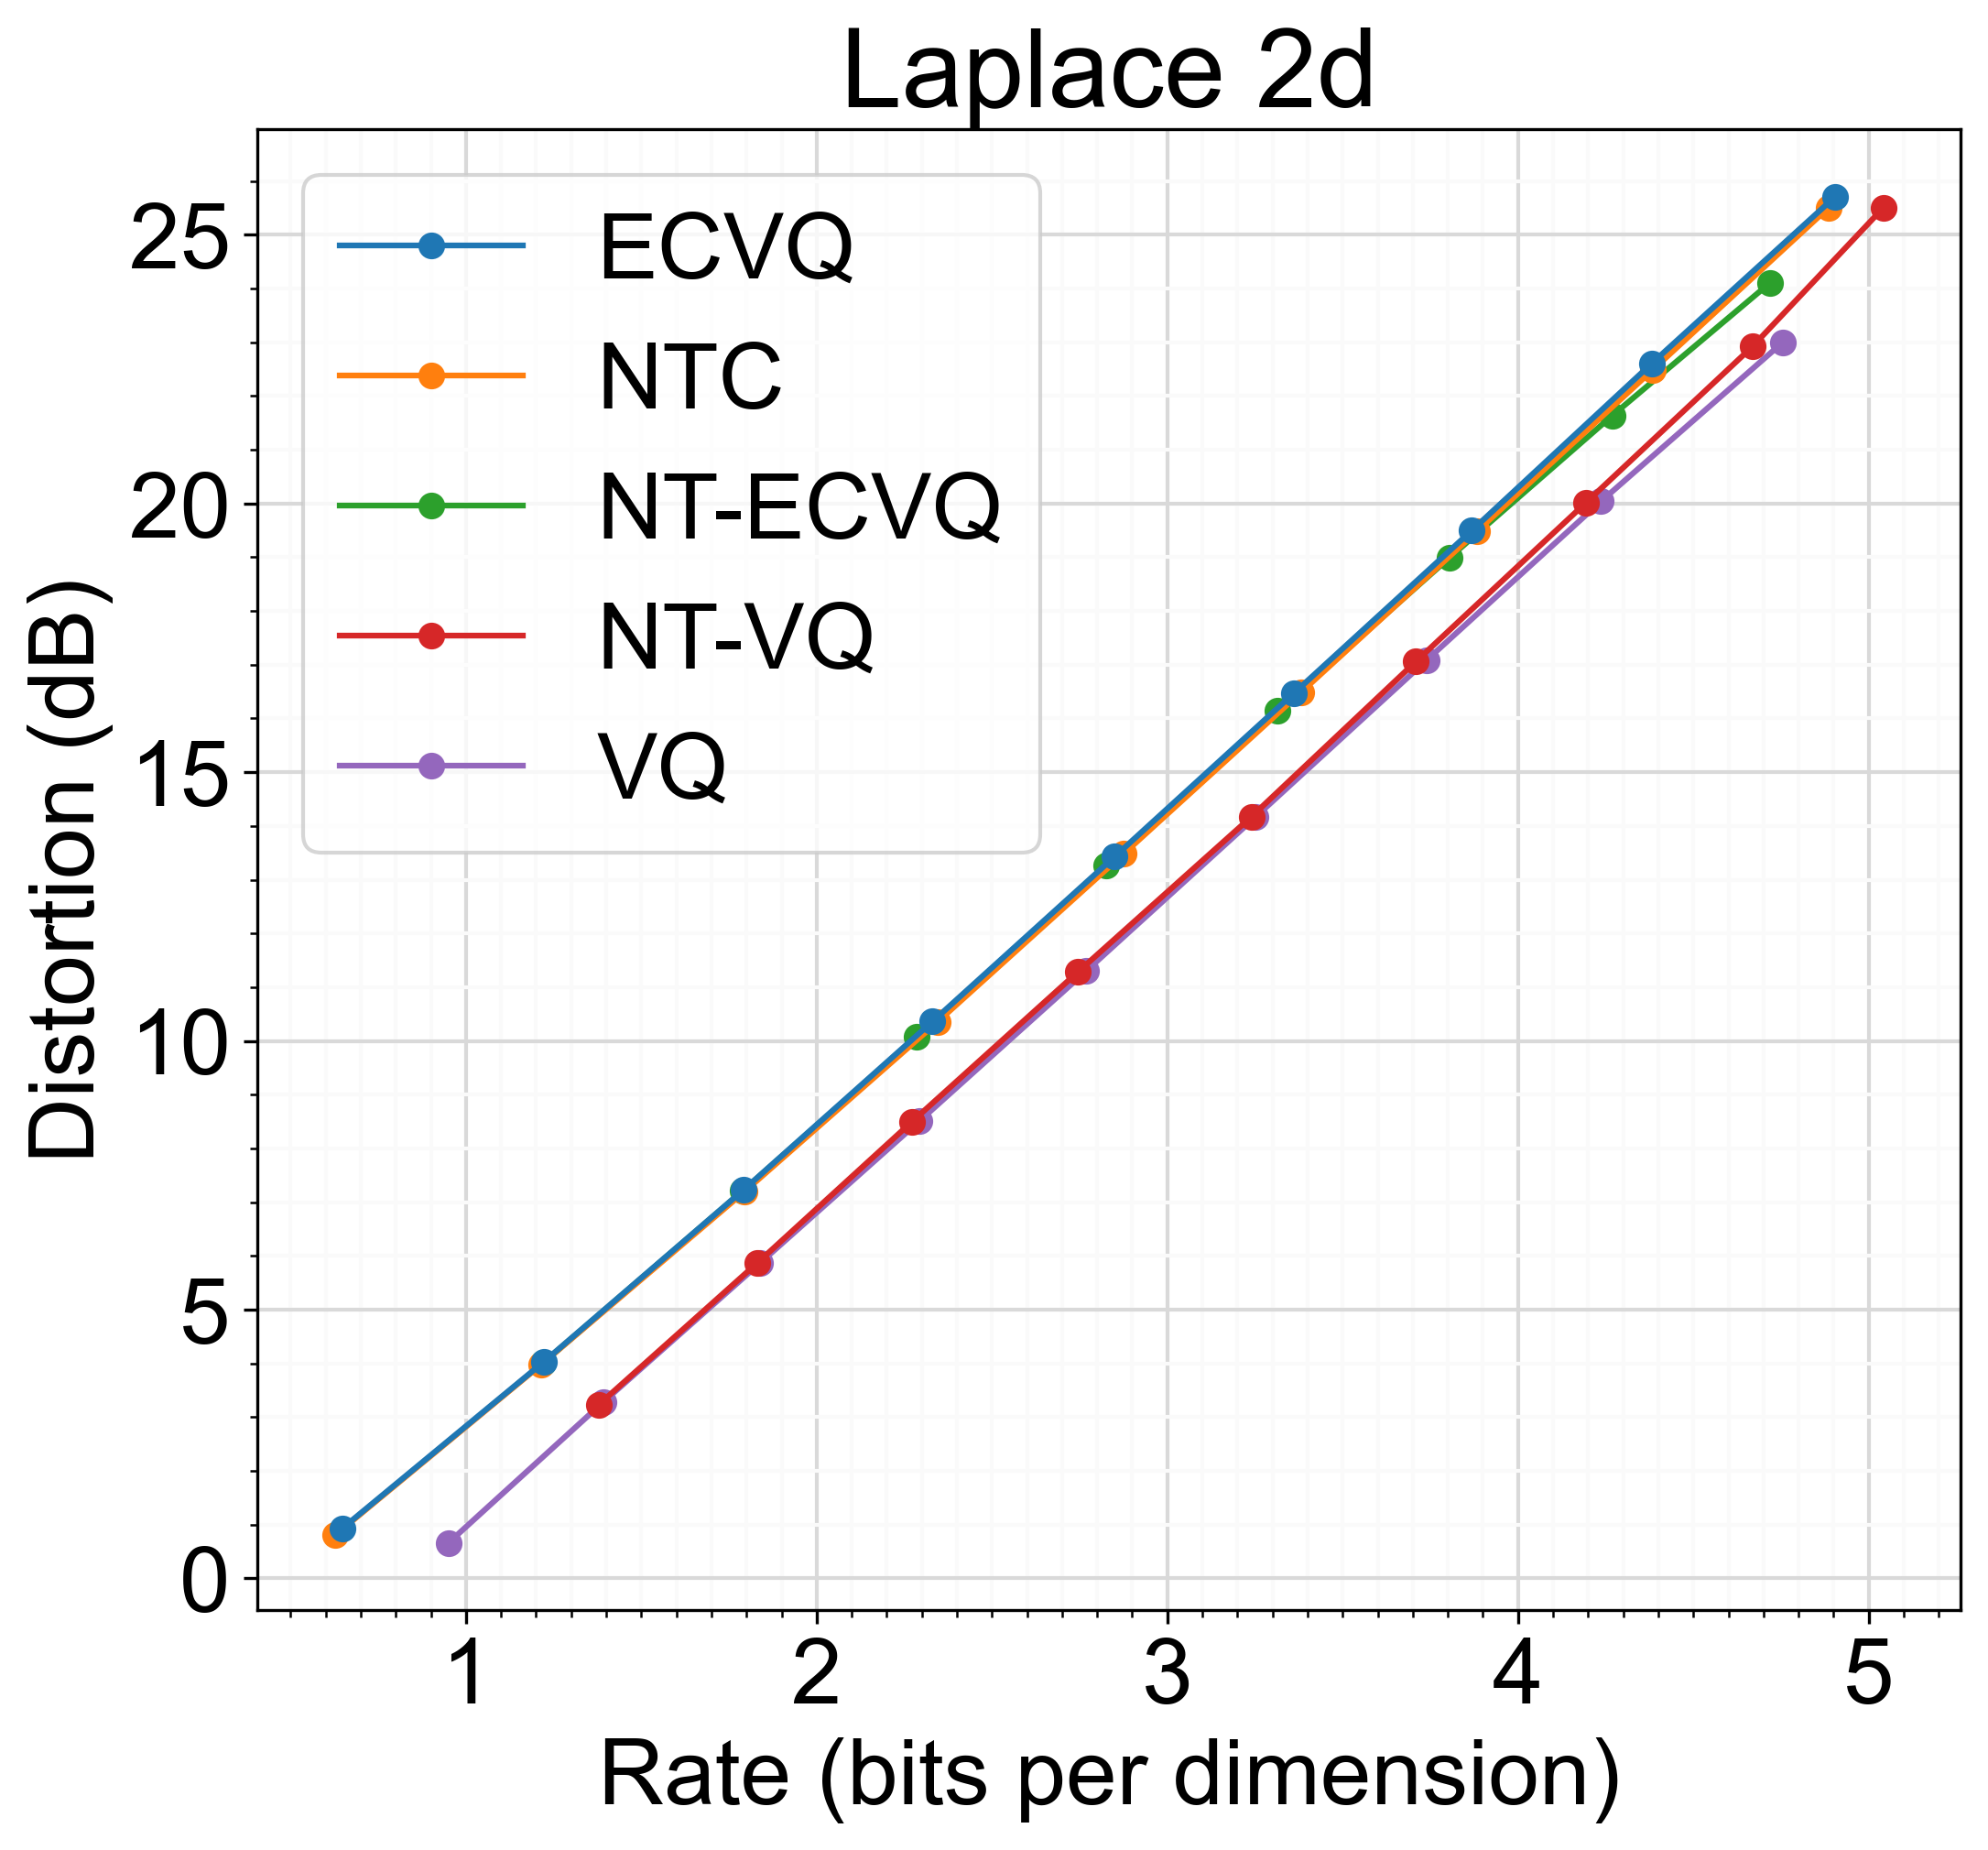 Laplace 2d
ECVQ
NTC
NT-ECVQ
NT-VQ
VQ
Distortion (dB)
25
20
15
10
5
0
1 2 3 4 5
Rate (bits per dimension)